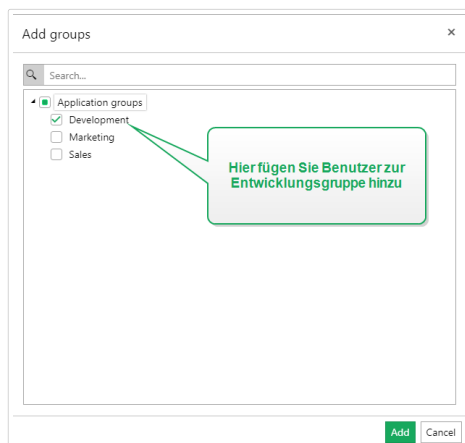 Add groups
Search...
Application groups
Development
Marketing
Sales
Hier fügen Sie Benutzer zur
Entwicklungsgruppe hinzu
Add Cancel